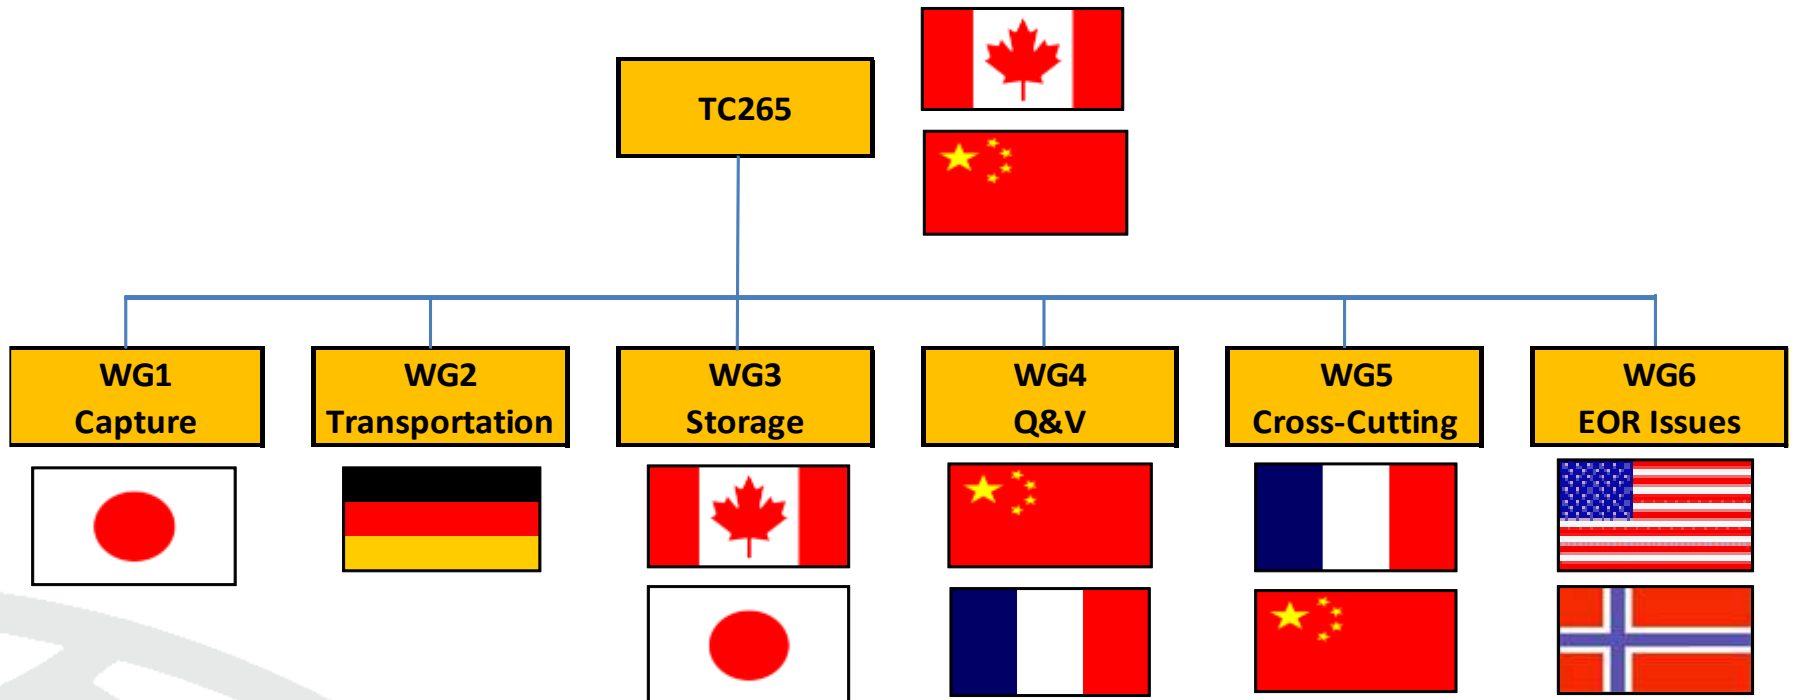 TC265
WG1
Capture
WG2
Transportation
WG3
Storage
WG4
Q&V
WG5
Cross-Cutting
WG6
EOR Issues